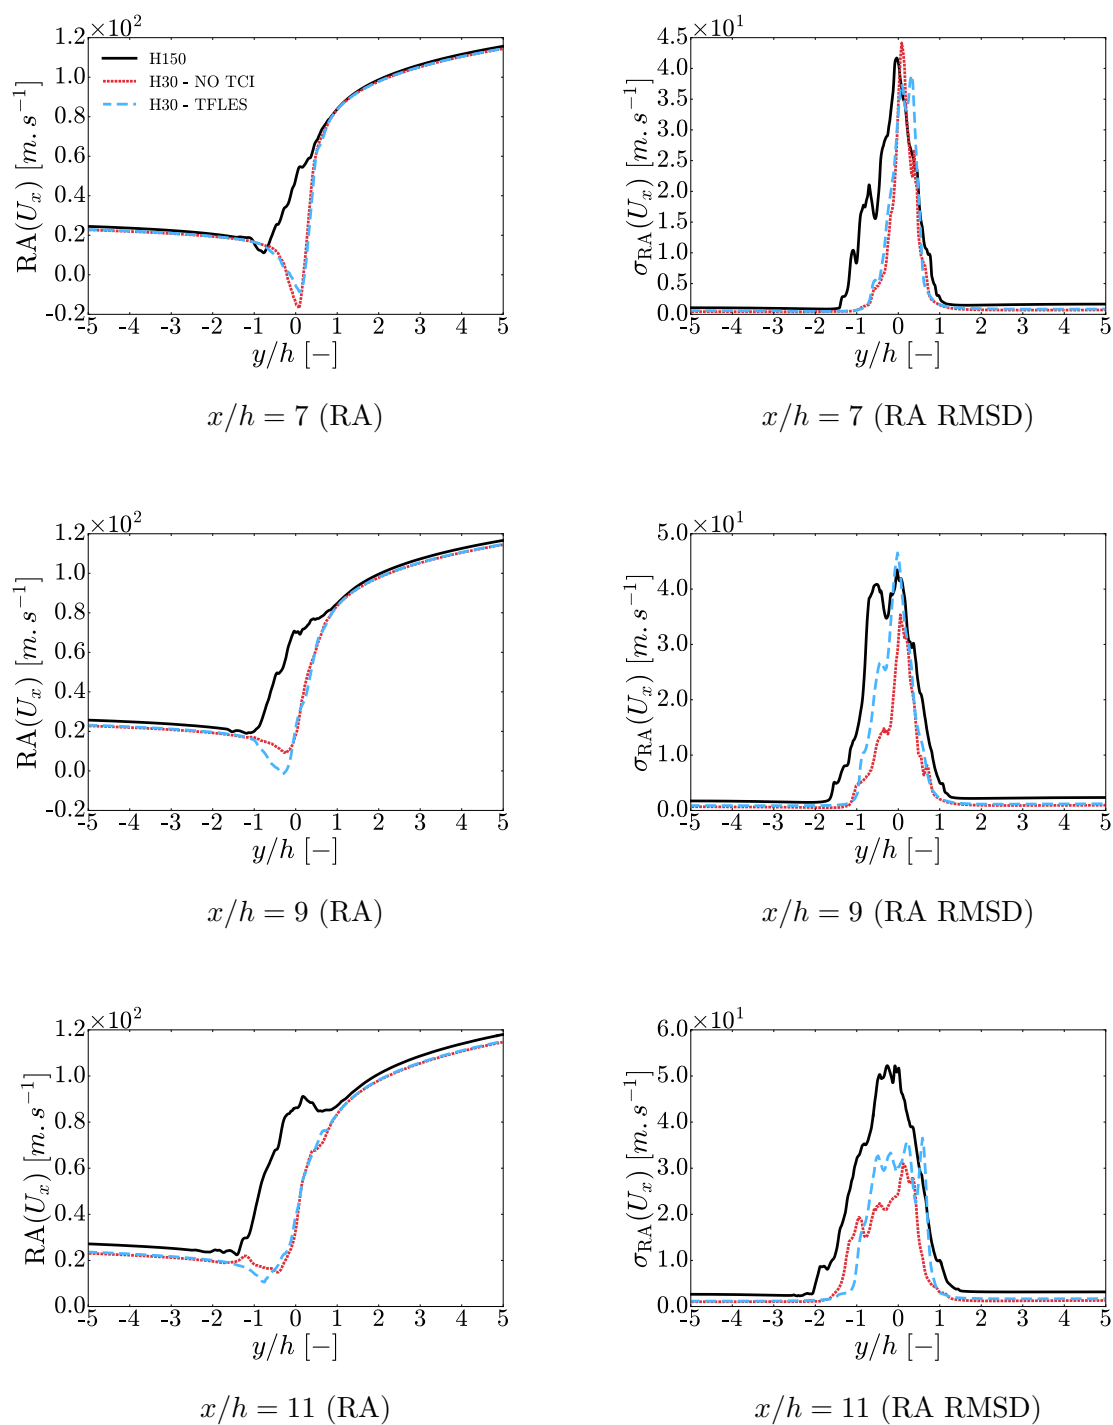 1.2 ×10²
1.0
0.8
0.6
0.4
0.2
0.0
-0.2
RA(Uₓ) [m.s⁻¹]
H150
H30 - NO TCI
H30 - TFLES
-5 -4 -3 -2 -1 0 1 2 3 4 5
y/h [−]
x/h = 7 (RA)
4.5 ×10¹
4.0
3.5
3.0
2.5
2.0
1.5
1.0
0.5
0.0
σRA(Uₓ) [m.s⁻¹]
-5 -4 -3 -2 -1 0 1 2 3 4 5
y/h [−]
x/h = 7 (RA RMSD)
1.2 ×10²
1.0
0.8
0.6
0.4
0.2
0.0
-0.2
RA(Uₓ) [m.s⁻¹]
-5 -4 -3 -2 -1 0 1 2 3 4 5
y/h [−]
x/h = 9 (RA)
5.0 ×10¹
4.0
3.0
2.0
1.0
0.0
σRA(Uₓ) [m.s⁻¹]
-5 -4 -3 -2 -1 0 1 2 3 4 5
y/h [−]
x/h = 9 (RA RMSD)
1.2 ×10²
1.0
0.8
0.6
0.4
0.2
0.0
RA(Uₓ) [m.s⁻¹]
-5 -4 -3 -2 -1 0 1 2 3 4 5
y/h [−]
x/h = 11 (RA)
6.0 ×10¹
5.0
4.0
3.0
2.0
1.0
0.0
σRA(Uₓ) [m.s⁻¹]
-5 -4 -3 -2 -1 0 1 2 3 4 5
y/h [−]
x/h = 11 (RA RMSD)